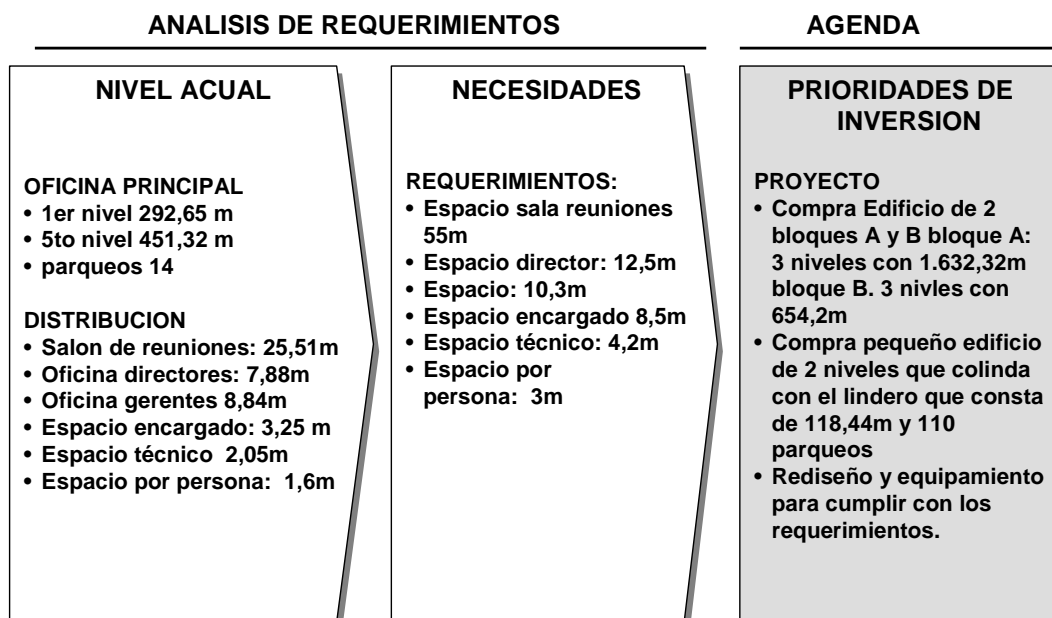 ANALISIS DE REQUERIMIENTOS
AGENDA
NIVEL ACUAL
OFICINA PRINCIPAL
• 1er nivel 292,65 m
• 5to nivel 451,32 m
• parqueos 14
DISTRIBUCION
• Salon de reuniones: 25,51m
• Oficina directores: 7,88m
• Oficina gerentes 8,84m
• Espacio encargado: 3,25 m
• Espacio técnico 2,05m
• Espacio por persona: 1,6m
NECESIDADES
REQUERIMIENTOS:
• Espacio sala reuniones
55m
• Espacio director: 12,5m
• Espacio: 10,3m
• Espacio encargado 8,5m
• Espacio técnico: 4,2m
• Espacio por
persona: 3m
PRIORIDADES DE
INVERSION
PROYECTO
• Compra Edificio de 2
bloques A y B bloque A:
3 niveles con 1.632,32m
bloque B. 3 nivles con
654,2m
• Compra pequeño edificio
de 2 niveles que colinda
con el lindero que consta
de 118,44m y 110
parqueos
• Rediseño y equipamiento
para cumplir con los
requerimientos.